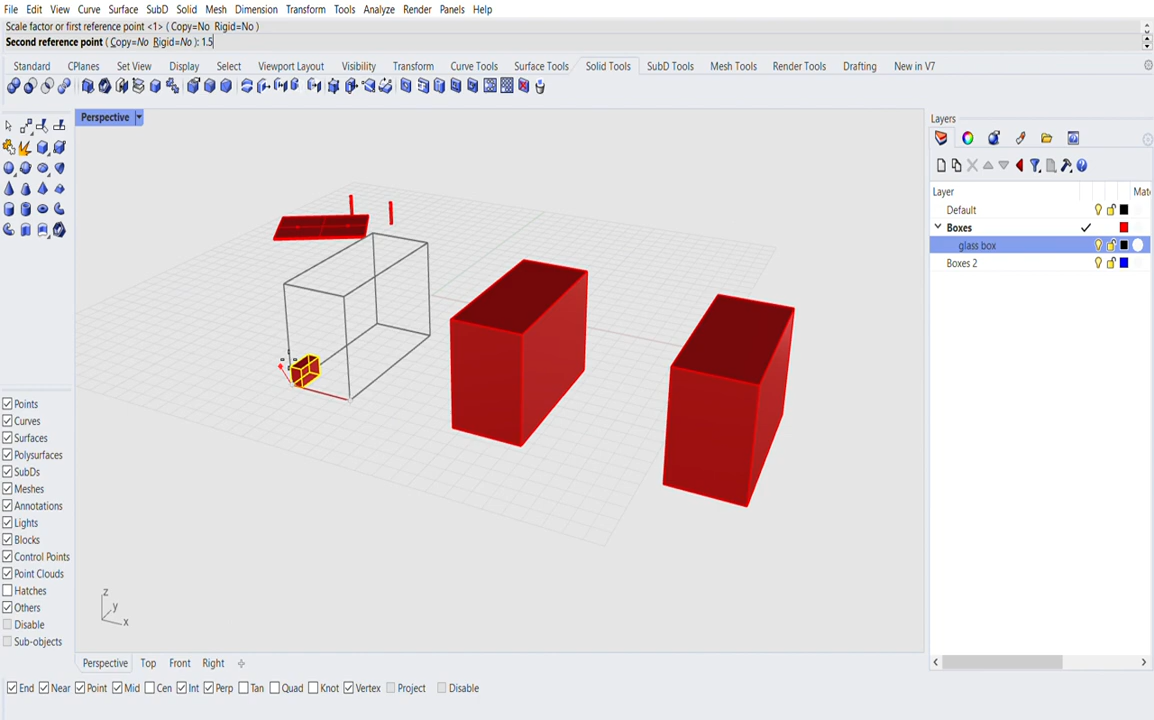 File Edit View Curve Surface SubD Solid Mesh Dimension Transform Tools Analyze Render Panels Help
Scale factor or first reference point <1> ( Copy=No Rigid=No )
Second reference point ( Copy=No Rigid=No ): 1.5
Standard CPlanes Set View Display Select Viewport Layout Visibility Transform Curve Tools Surface Tools Solid Tools SubD Tools Mesh Tools Render Tools Drafting New in V7
Perspective
Layers
Layer Mat
Default
Boxes
glass box
Boxes 2
Points
Curves
Surfaces
Polysurfaces
SubDs
Meshes
Annotations
Lights
Blocks
Control Points
Point Clouds
Hatches
Others
Disable
Sub-objects
z
y
x
Perspective Top Front Right
End Near Point Mid Cen Int Perp Tan Quad Knot Vertex Project Disable